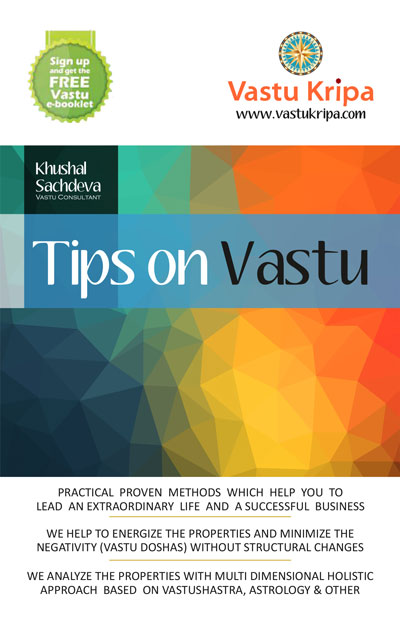 Sign up
and get the
FREE
Vastu
e-booklet
Vastu Kripa
www.vastukripa.com
Khushal
Sachdeva
VASTU CONSULTANT
Tips on Vastu
PRACTICAL PROVEN METHODS WHICH HELP YOU TO
LEAD AN EXTRAORDINARY LIFE AND A SUCCESSFUL BUSINESS
WE HELP TO ENERGIZE THE PROPERTIES AND MINIMIZE THE
NEGATIVITY (VASTU DOSHAS) WITHOUT STRUCTURAL CHANGES
WE ANALYZE THE PROPERTIES WITH MULTI DIMENSIONAL HOLISTIC
APPROACH BASED ON VASTUSHASTRA, ASTROLOGY & OTHER